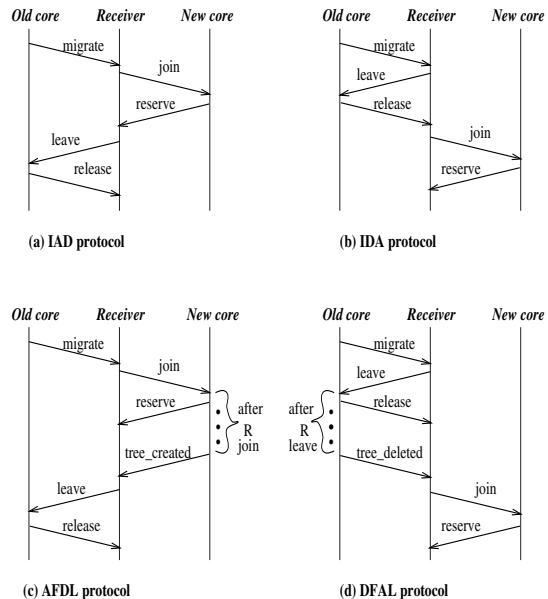 Old core Receiver New core
migrate
join
reserve
leave
release
(a) IAD protocol
Old core Receiver New core
migrate
leave
release
join
reserve
(b) IDA protocol
Old core Receiver New core
migrate
join
reserve
after
R
join
tree_created
leave
release
(c) AFDL protocol
Old core Receiver New core
migrate
leave
after
R
leave
release
tree_deleted
join
reserve
(d) DFAL protocol